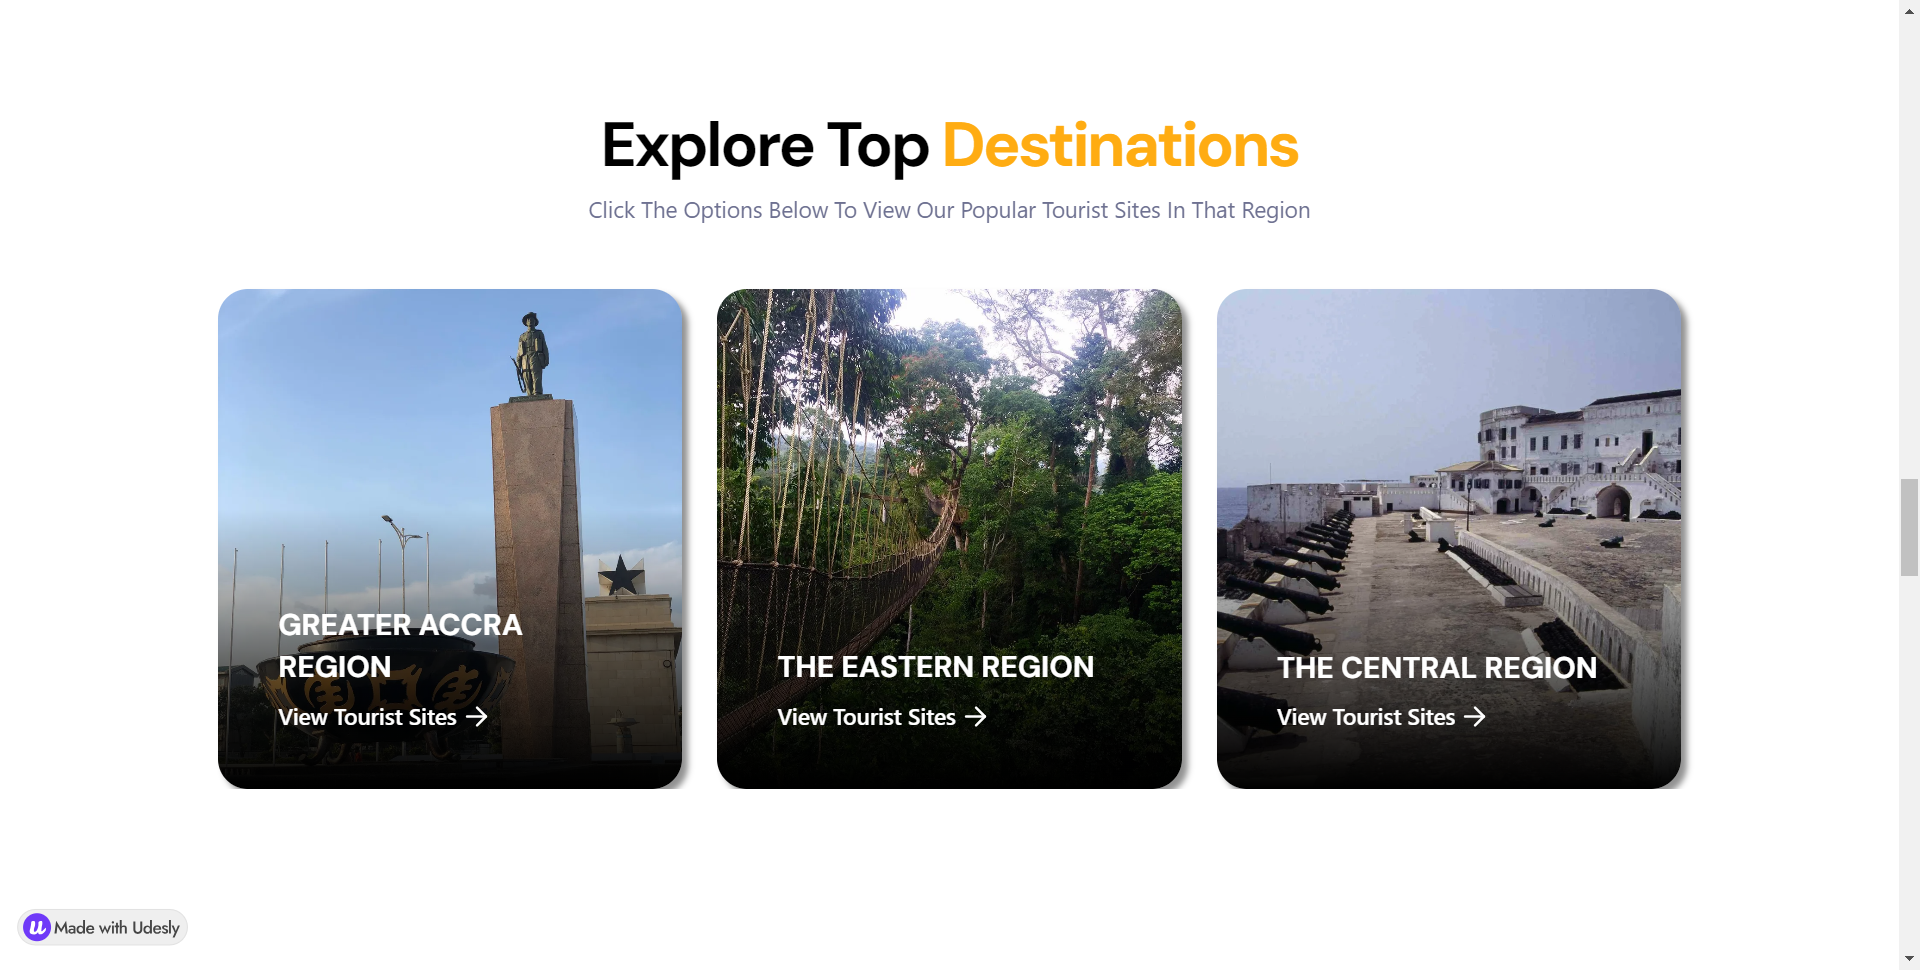 Explore Top Destinations
Click The Options Below To View Our Popular Tourist Sites In That Region
GREATER ACCRA
REGION
View Tourist Sites
THE EASTERN REGION
View Tourist Sites
THE CENTRAL REGION
View Tourist Sites
u Made with Udesly